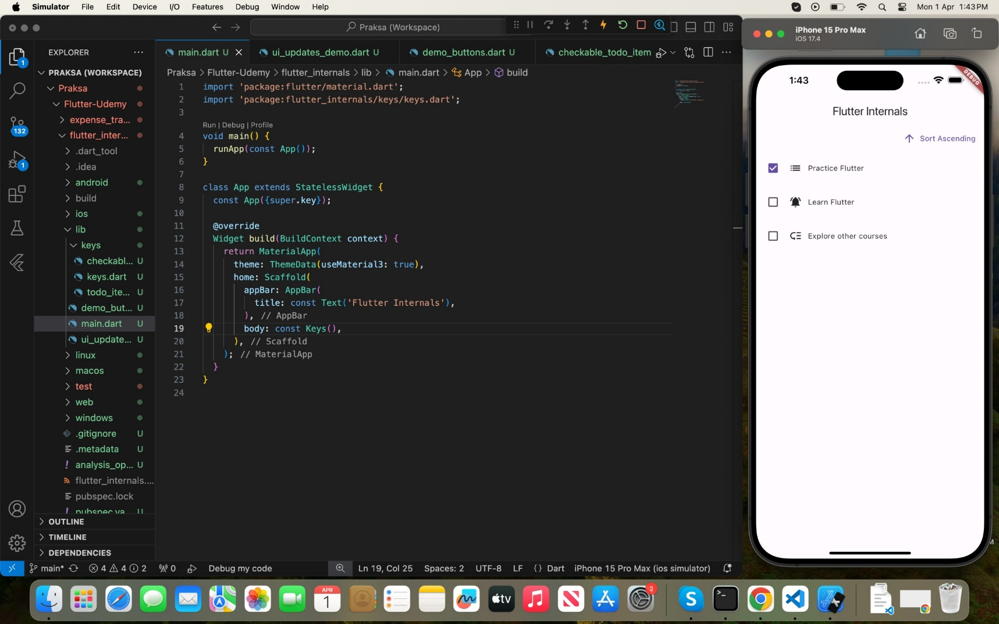 Simulator File Edit Device I/O Features Debug Window Help
Mon 1 Apr 1:43 PM
Praksa (Workspace)
EXPLORER
main.dart U
ui_updates_demo.dart U
demo_buttons.dart U
checkable_todo_item
Praksa > Flutter-Udemy > flutter_internals > lib > main.dart > App > build
PRAKSA (WORKSPACE)
Praksa
Flutter-Udemy
expense_tra...
flutter_inter...
.dart_tool
.idea
android
build
ios
lib
keys
checkabl... U
keys.dart U
todo_ite... U
demo_but... U
main.dart U
ui_update... U
linux
macos
test
web
windows
.gitignore U
.metadata U
analysis_op... U
flutter_internals....
pubspec.lock
pubspec.ya... U
OUTLINE
TIMELINE
DEPENDENCIES
1
132
1
1 import 'package:flutter/material.dart';
2 import 'package:flutter_internals/keys/keys.dart';
3
Run | Debug | Profile
4 void main() {
5 runApp(const App());
6 }
7
8 class App extends StatelessWidget {
9 const App({super.key});
10
11 @override
12 Widget build(BuildContext context) {
13 return MaterialApp(
14 theme: ThemeData(useMaterial3: true),
15 home: Scaffold(
16 appBar: AppBar(
17 title: const Text('Flutter Internals'),
18 ), // AppBar
19 body: const Keys(),
20 ), // Scaffold
21 ); // MaterialApp
22 }
23 }
24
main* 4 4 2 0 Debug my code Ln 19, Col 25 Spaces: 2 UTF-8 LF {} Dart iPhone 15 Pro Max (ios simulator)
iPhone 15 Pro Max
iOS 17.4
1:43
DEBUG
Flutter Internals
Sort Ascending
Practice Flutter
Learn Flutter
Explore other courses
APR
1
tv
2